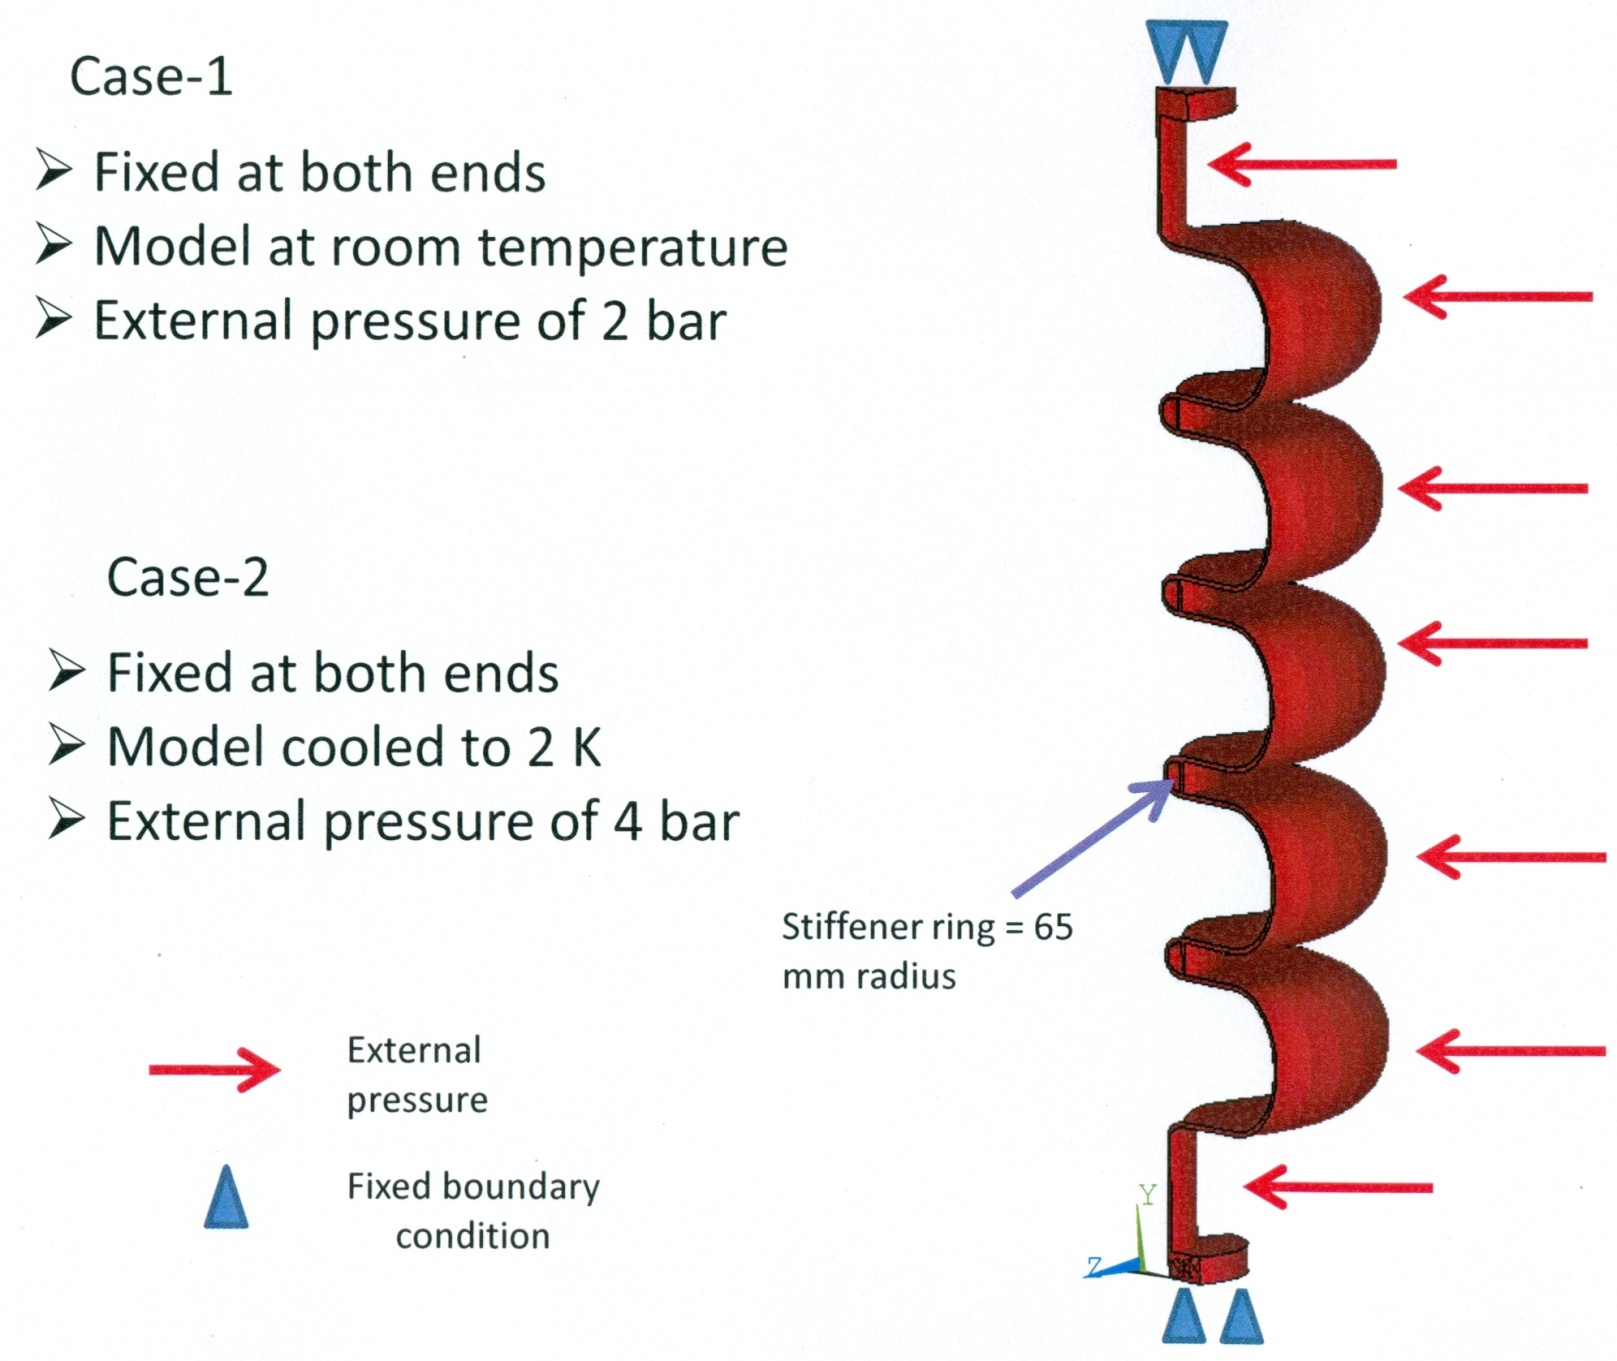 Case-1
➢ Fixed at both ends
➢ Model at room temperature
➢ External pressure of 2 bar
Case-2
➢ Fixed at both ends
➢ Model cooled to 2 K
➢ External pressure of 4 bar
Stiffener ring = 65
mm radius
External
pressure
Fixed boundary
condition
Y
Z